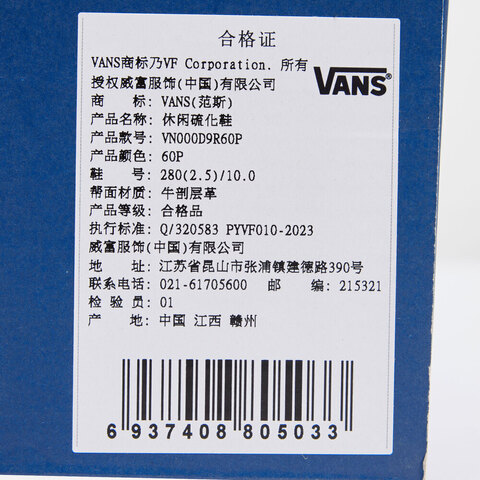 合格证
VANS商标乃VF Corporation. 所有
授权威富服饰(中国)有限公司
VANS®
商 标: VANS(范斯)
产品名称: 休闲硫化鞋
产品款号: VN000D9R60P
产品颜色: 60P
鞋 号: 280(2.5)/10.0
帮面材质: 牛剖层革
产品等级: 合格品
执行标准: Q/320583 PYVF010-2023
威富服饰(中国)有限公司
地 址: 江苏省昆山市张浦镇建德路390号
联系电话: 021-61705600 邮 编: 215321
检 验 员: 01
产 地: 中国 江西 赣州
6 937408 805033